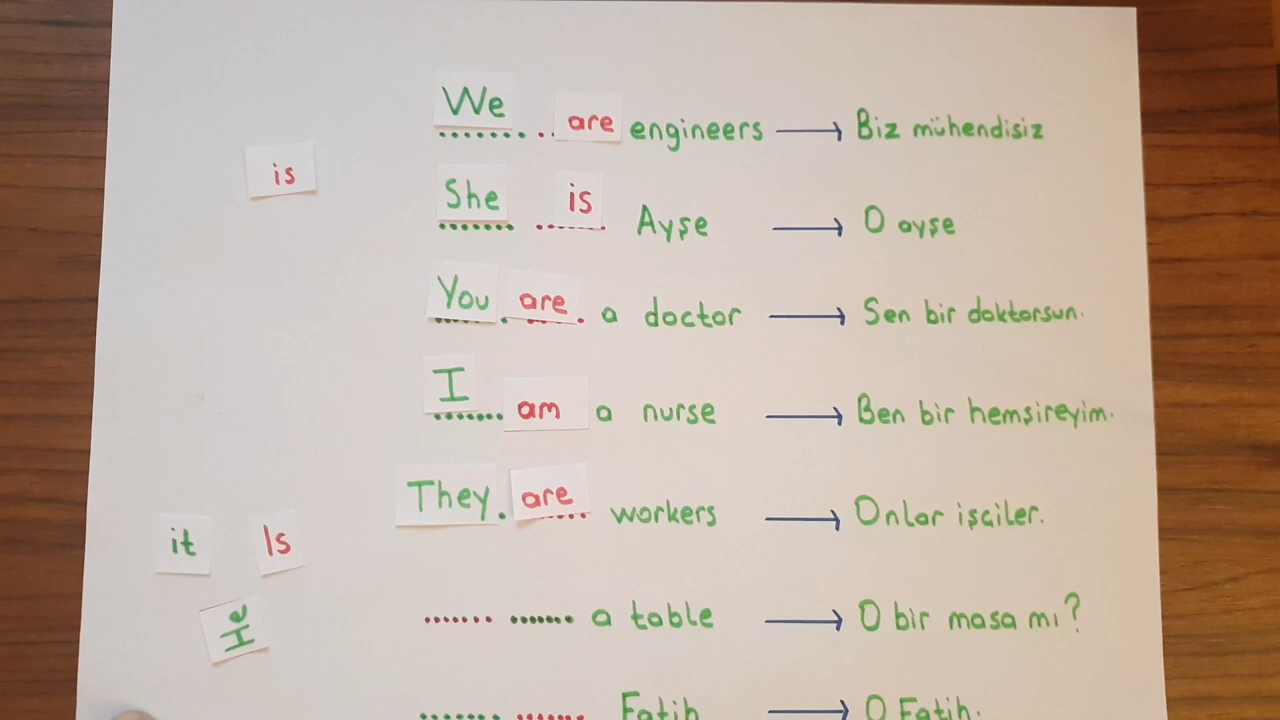 We .. are engineers → Biz mühendisiz
is
She is Ayşe → O ayşe
You are a doctor → Sen bir doktorsun.
I am a nurse → Ben bir hemşireyim.
They. are workers → Onlar işçiler.
it Is
He
....... ....... a table → O bir masa mı?
....... ....... Fatih → O Fatih.